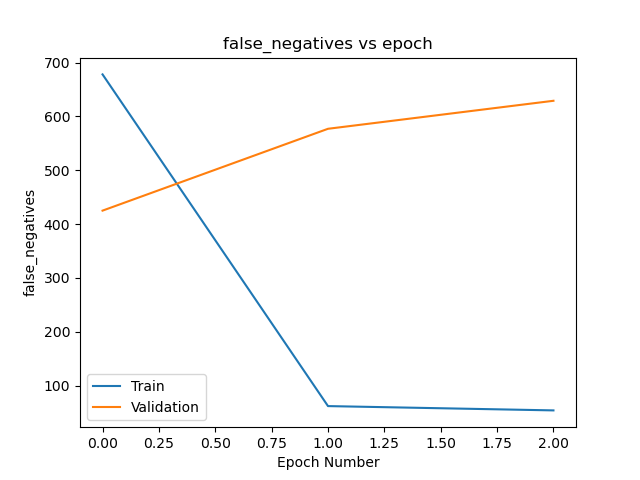 false_negatives vs epoch
700
600
500
400
300
200
100
false_negatives
Train
Validation
0.00 0.25 0.50 0.75 1.00 1.25 1.50 1.75 2.00
Epoch Number